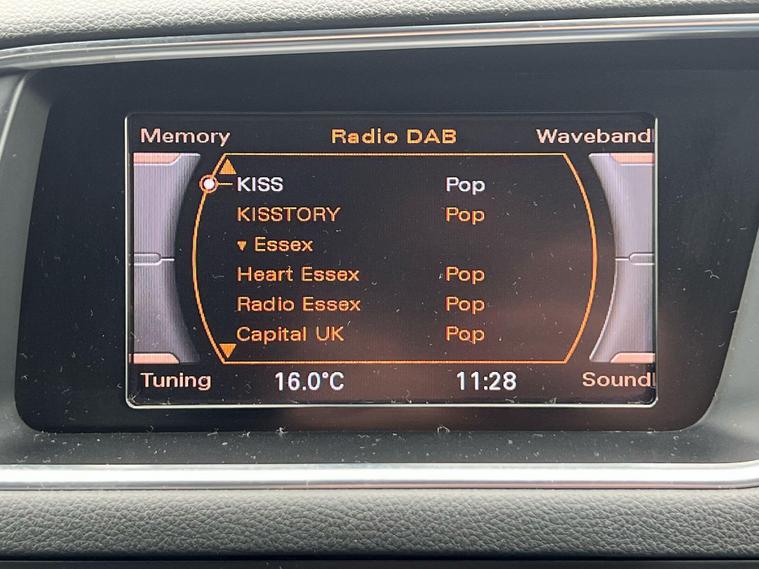 Memory Radio DAB Waveband
KISS Pop
KISSTORY Pop
▼ Essex
Heart Essex Pop
Radio Essex Pop
Capital UK Pop
Tuning 16.0°C 11:28 Sound